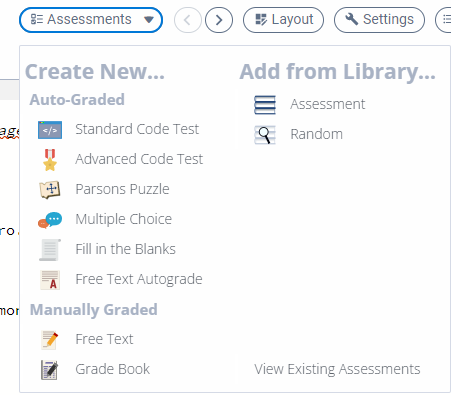 Assessments
Layout
Settings
Create New...
Auto-Graded
Standard Code Test
Advanced Code Test
Parsons Puzzle
Multiple Choice
Fill in the Blanks
Free Text Autograde
Manually Graded
Free Text
Grade Book
Add from Library...
Assessment
Random
View Existing Assessments
age
ro.
mor